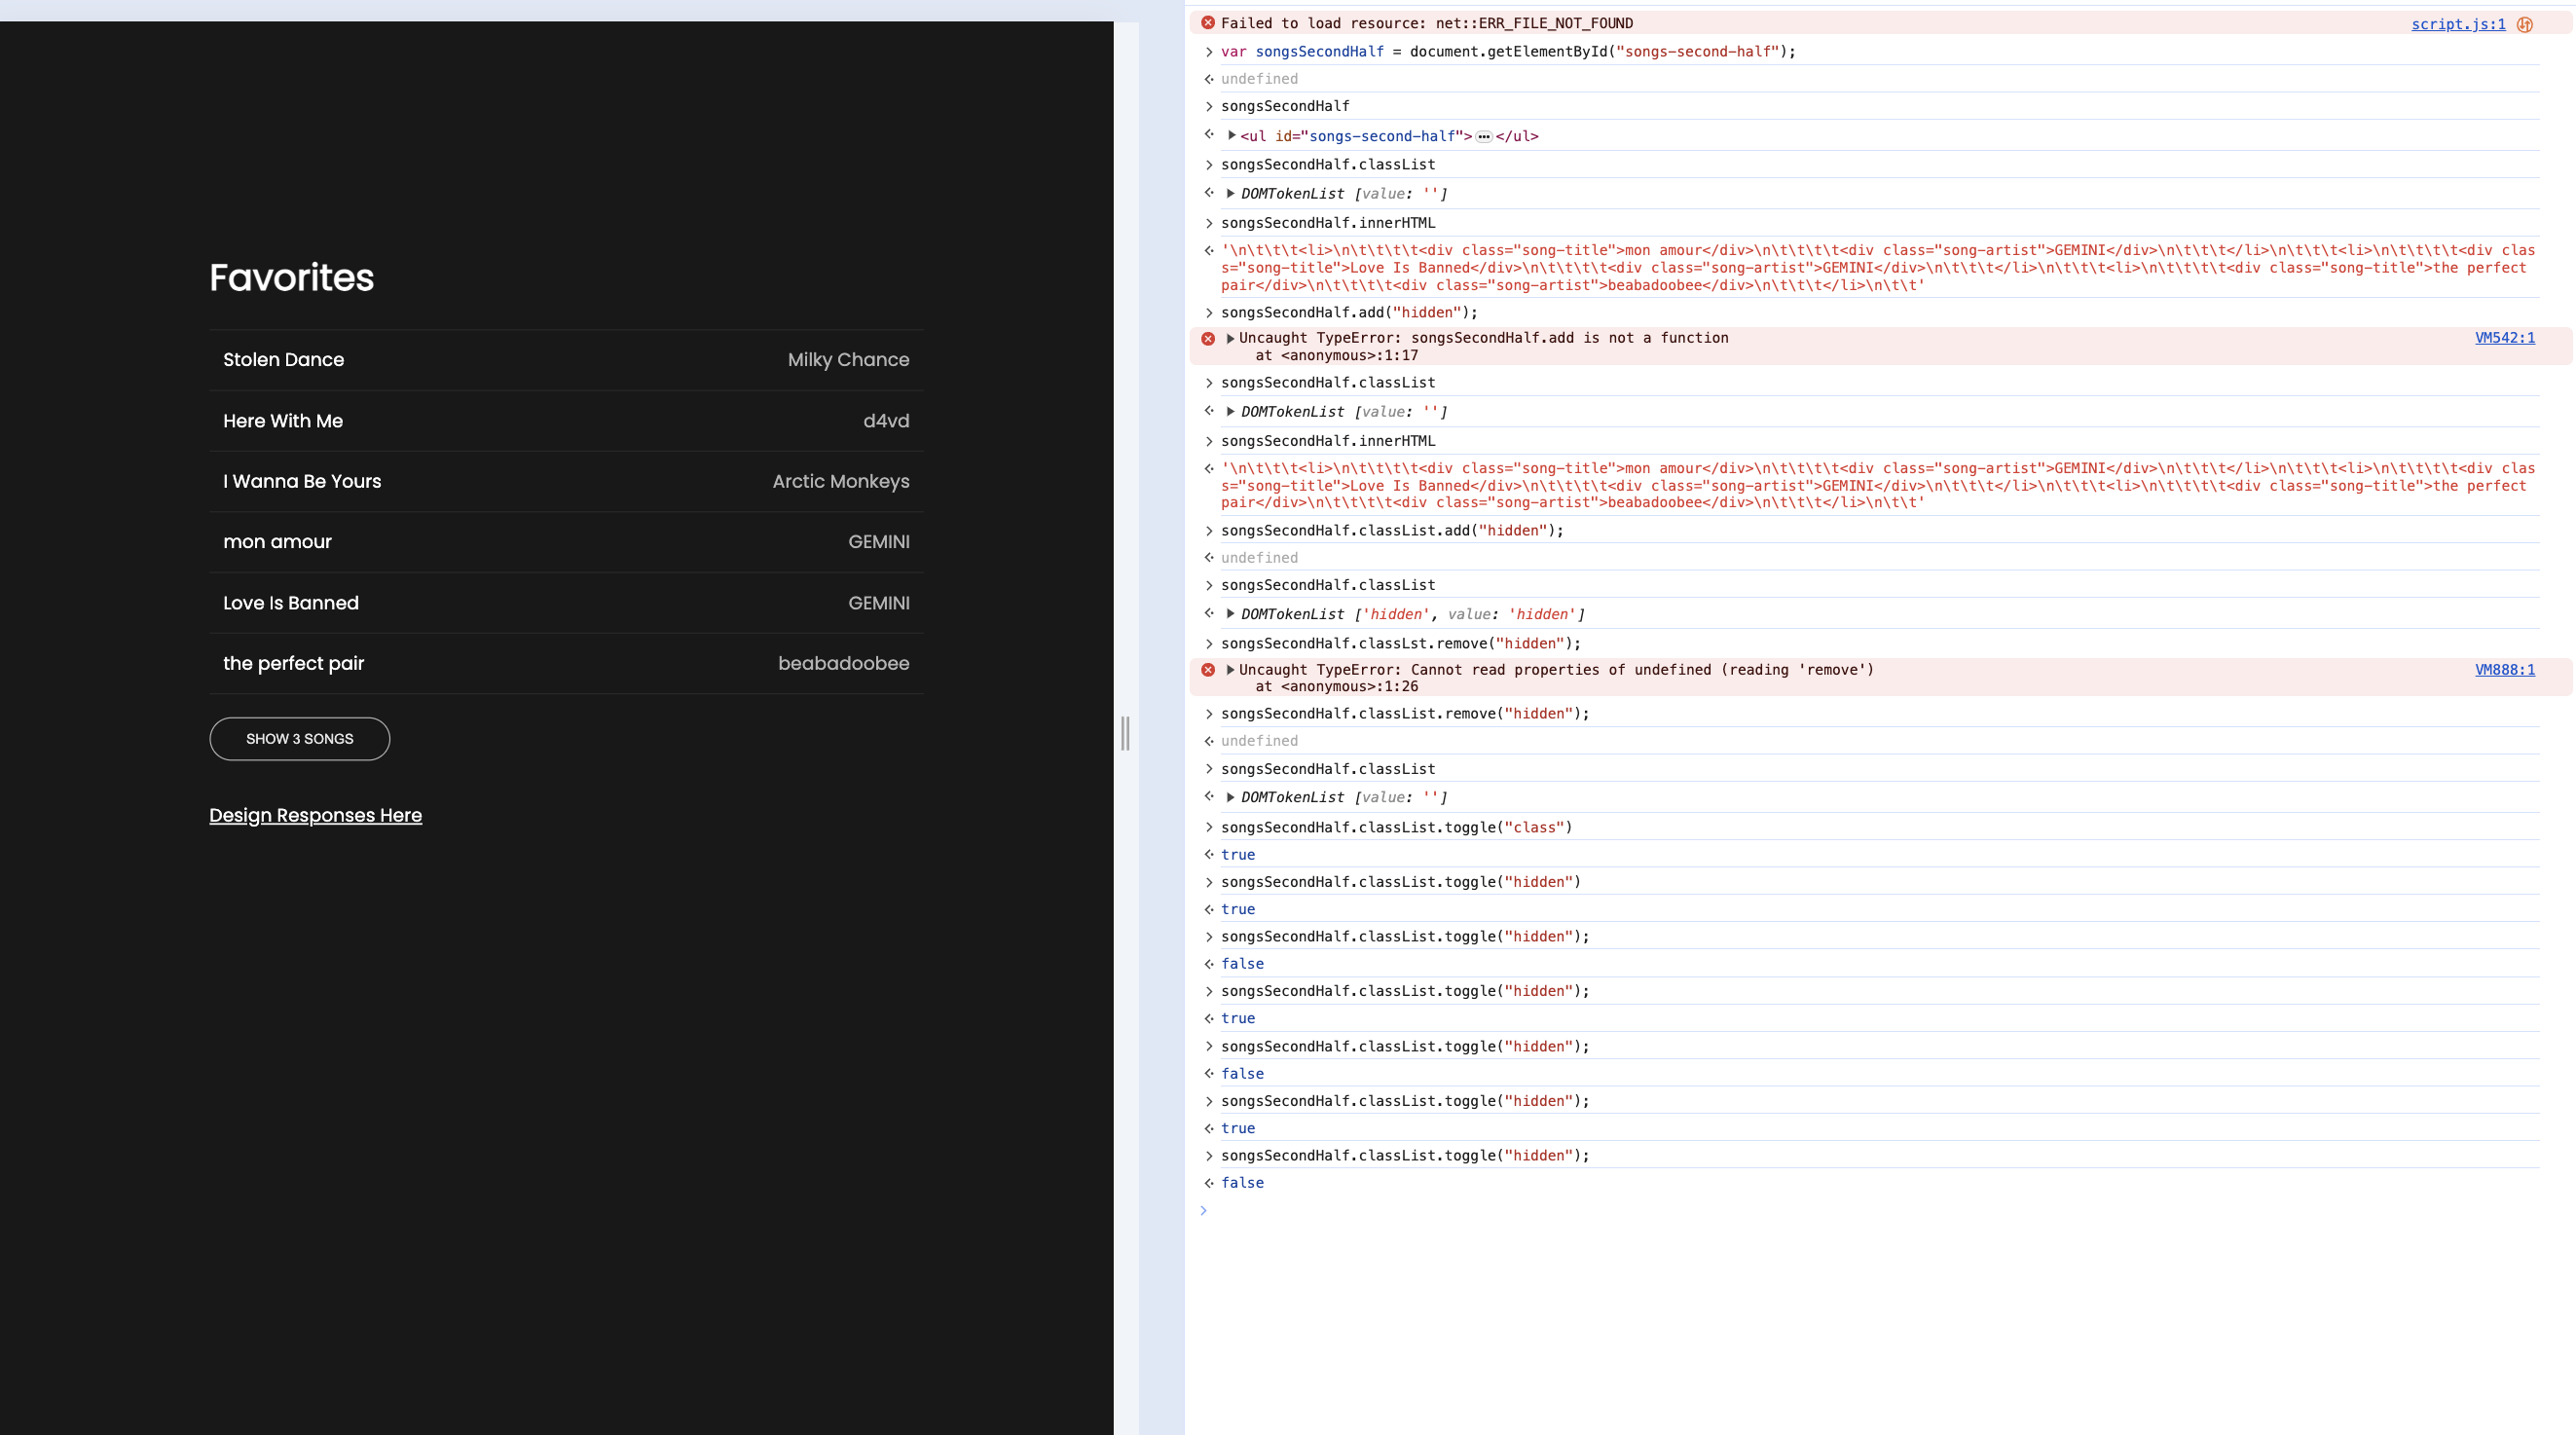 Favorites
Stolen Dance Milky Chance
Here With Me d4vd
I Wanna Be Yours Arctic Monkeys
mon amour GEMINI
Love Is Banned GEMINI
the perfect pair beabadoobee
SHOW 3 SONGS
Design Responses Here
Failed to load resource: net::ERR_FILE_NOT_FOUND script.js:1
var songsSecondHalf = document.getElementById("songs-second-half");
undefined
songsSecondHalf
<ul id="songs-second-half">…</ul>
songsSecondHalf.classList
DOMTokenList [value: '']
songsSecondHalf.innerHTML
'\n\t\t\t<li>\n\t\t\t\t<div class="song-title">mon amour</div>\n\t\t\t\t<div class="song-artist">GEMINI</div>\n\t\t\t</li>\n\t\t\t<li>\n\t\t\t\t<div clas
s="song-title">Love Is Banned</div>\n\t\t\t\t<div class="song-artist">GEMINI</div>\n\t\t\t</li>\n\t\t\t<li>\n\t\t\t\t<div class="song-title">the perfect
pair</div>\n\t\t\t\t<div class="song-artist">beabadoobee</div>\n\t\t\t</li>\n\t\t'
songsSecondHalf.add("hidden");
Uncaught TypeError: songsSecondHalf.add is not a function VM542:1
at <anonymous>:1:17
songsSecondHalf.classList
DOMTokenList [value: '']
songsSecondHalf.innerHTML
'\n\t\t\t<li>\n\t\t\t\t<div class="song-title">mon amour</div>\n\t\t\t\t<div class="song-artist">GEMINI</div>\n\t\t\t</li>\n\t\t\t<li>\n\t\t\t\t<div clas
s="song-title">Love Is Banned</div>\n\t\t\t\t<div class="song-artist">GEMINI</div>\n\t\t\t</li>\n\t\t\t<li>\n\t\t\t\t<div class="song-title">the perfect
pair</div>\n\t\t\t\t<div class="song-artist">beabadoobee</div>\n\t\t\t</li>\n\t\t'
songsSecondHalf.classList.add("hidden");
undefined
songsSecondHalf.classList
DOMTokenList ['hidden', value: 'hidden']
songsSecondHalf.classLst.remove("hidden");
Uncaught TypeError: Cannot read properties of undefined (reading 'remove') VM888:1
at <anonymous>:1:26
songsSecondHalf.classList.remove("hidden");
undefined
songsSecondHalf.classList
DOMTokenList [value: '']
songsSecondHalf.classList.toggle("class")
true
songsSecondHalf.classList.toggle("hidden")
true
songsSecondHalf.classList.toggle("hidden");
false
songsSecondHalf.classList.toggle("hidden");
true
songsSecondHalf.classList.toggle("hidden");
false
songsSecondHalf.classList.toggle("hidden");
true
songsSecondHalf.classList.toggle("hidden");
false